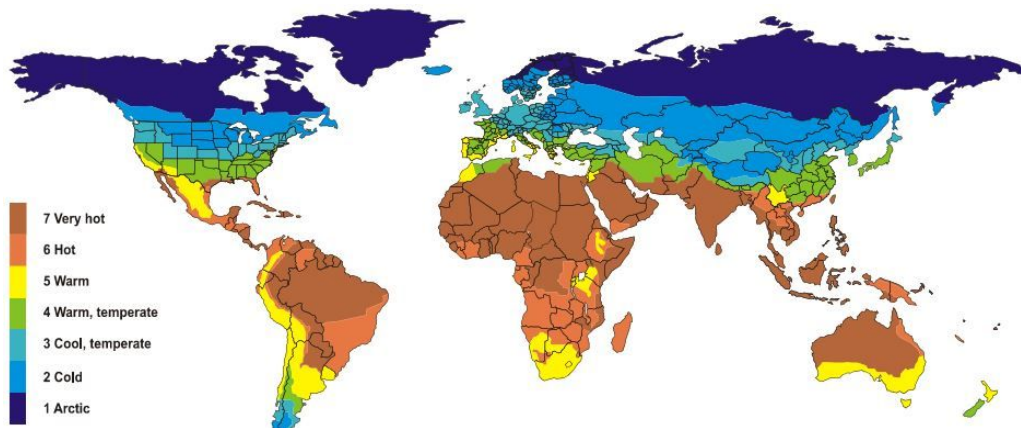 7 Very hot
6 Hot
5 Warm
4 Warm, temperate
3 Cool, temperate
2 Cold
1 Arctic